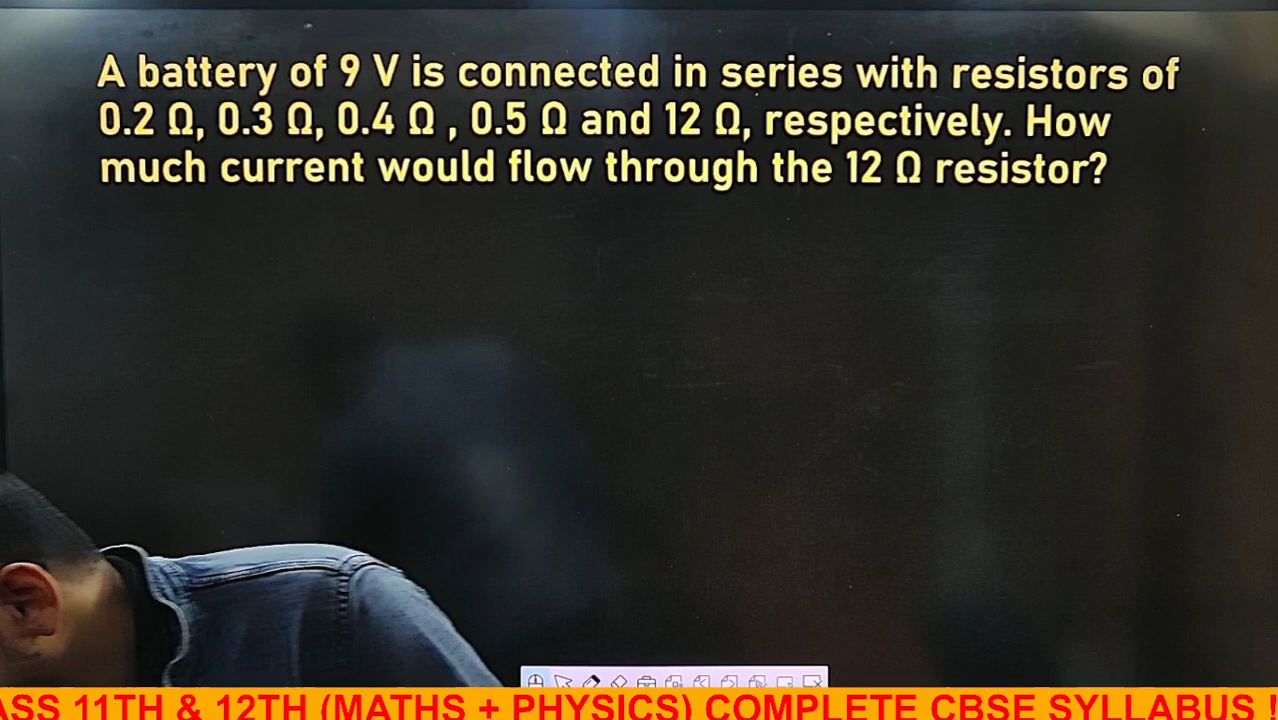 A battery of 9 V is connected in series with resistors of
0.2 Ω, 0.3 Ω, 0.4 Ω , 0.5 Ω and 12 Ω, respectively. How
much current would flow through the 12 Ω resistor?
ASS 11TH & 12TH (MATHS + PHYSICS) COMPLETE CBSE SYLLABUS !